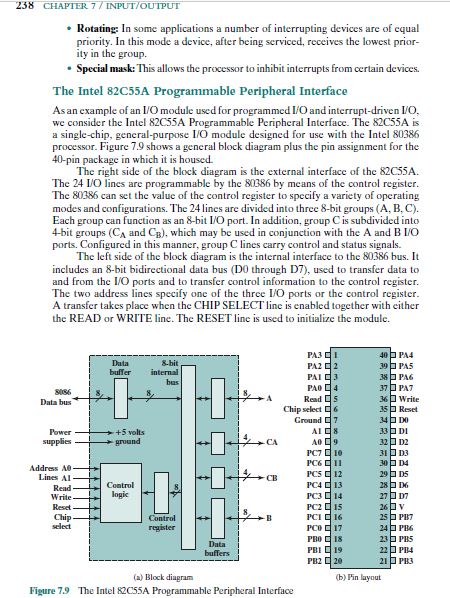 238 CHAPTER 7 / INPUT/OUTPUT
• Rotating: In some applications a number of interrupting devices are of equal
priority. In this mode a device, after being serviced, receives the lowest prior-
ity in the group.
• Special mask: This allows the processor to inhibit interrupts from certain devices.
The Intel 82C55A Programmable Peripheral Interface
As an example of an I/O module used for programmed I/O and interrupt-driven I/O,
we consider the Intel 82C55A Programmable Peripheral Interface. The 82C55A is
a single-chip, general-purpose I/O module designed for use with the Intel 80386
processor. Figure 7.9 shows a general block diagram plus the pin assignment for the
40-pin package in which it is housed.
The right side of the block diagram is the external interface of the 82C55A.
The 24 I/O lines are programmable by the 80386 by means of the control register.
The 80386 can set the value of the control register to specify a variety of operating
modes and configurations. The 24 lines are divided into three 8-bit groups (A, B, C).
Each group can function as an 8-bit I/O port. In addition, group C is subdivided into
4-bit groups (CA and CB), which may be used in conjunction with the A and B I/O
ports. Configured in this manner, group C lines carry control and status signals.
The left side of the block diagram is the internal interface to the 80386 bus. It
includes an 8-bit bidirectional data bus (D0 through D7), used to transfer data to
and from the I/O ports and to transfer control information to the control register.
The two address lines specify one of the three I/O ports or the control register.
A transfer takes place when the CHIP SELECT line is enabled together with either
the READ or WRITE line. The RESET line is used to initialize the module.
Data
buffer
8-bit
internal
bus
8086
Data bus
8
8
8
A
Power
supplies
+5 volts
ground
4
CA
Address A0
Lines A1
Read
Write
Reset
Chip
select
Control
logic
8
Control
register
4
CB
8
B
Data
buffers
PA3 1 40 PA4
PA2 2 39 PA5
PA1 3 38 PA6
PA0 4 37 PA7
Read 5 36 Write
Chip select 6 35 Reset
Ground 7 34 D0
A1 8 33 D1
A0 9 32 D2
PC7 10 31 D3
PC6 11 30 D4
PC5 12 29 D5
PC4 13 28 D6
PC3 14 27 D7
PC2 15 26 V
PC1 16 25 PB7
PC0 17 24 PB6
PB0 18 23 PB5
PB1 19 22 PB4
PB2 20 21 PB3
(a) Block diagram
(b) Pin layout
Figure 7.9 The Intel 82C55A Programmable Peripheral Interface